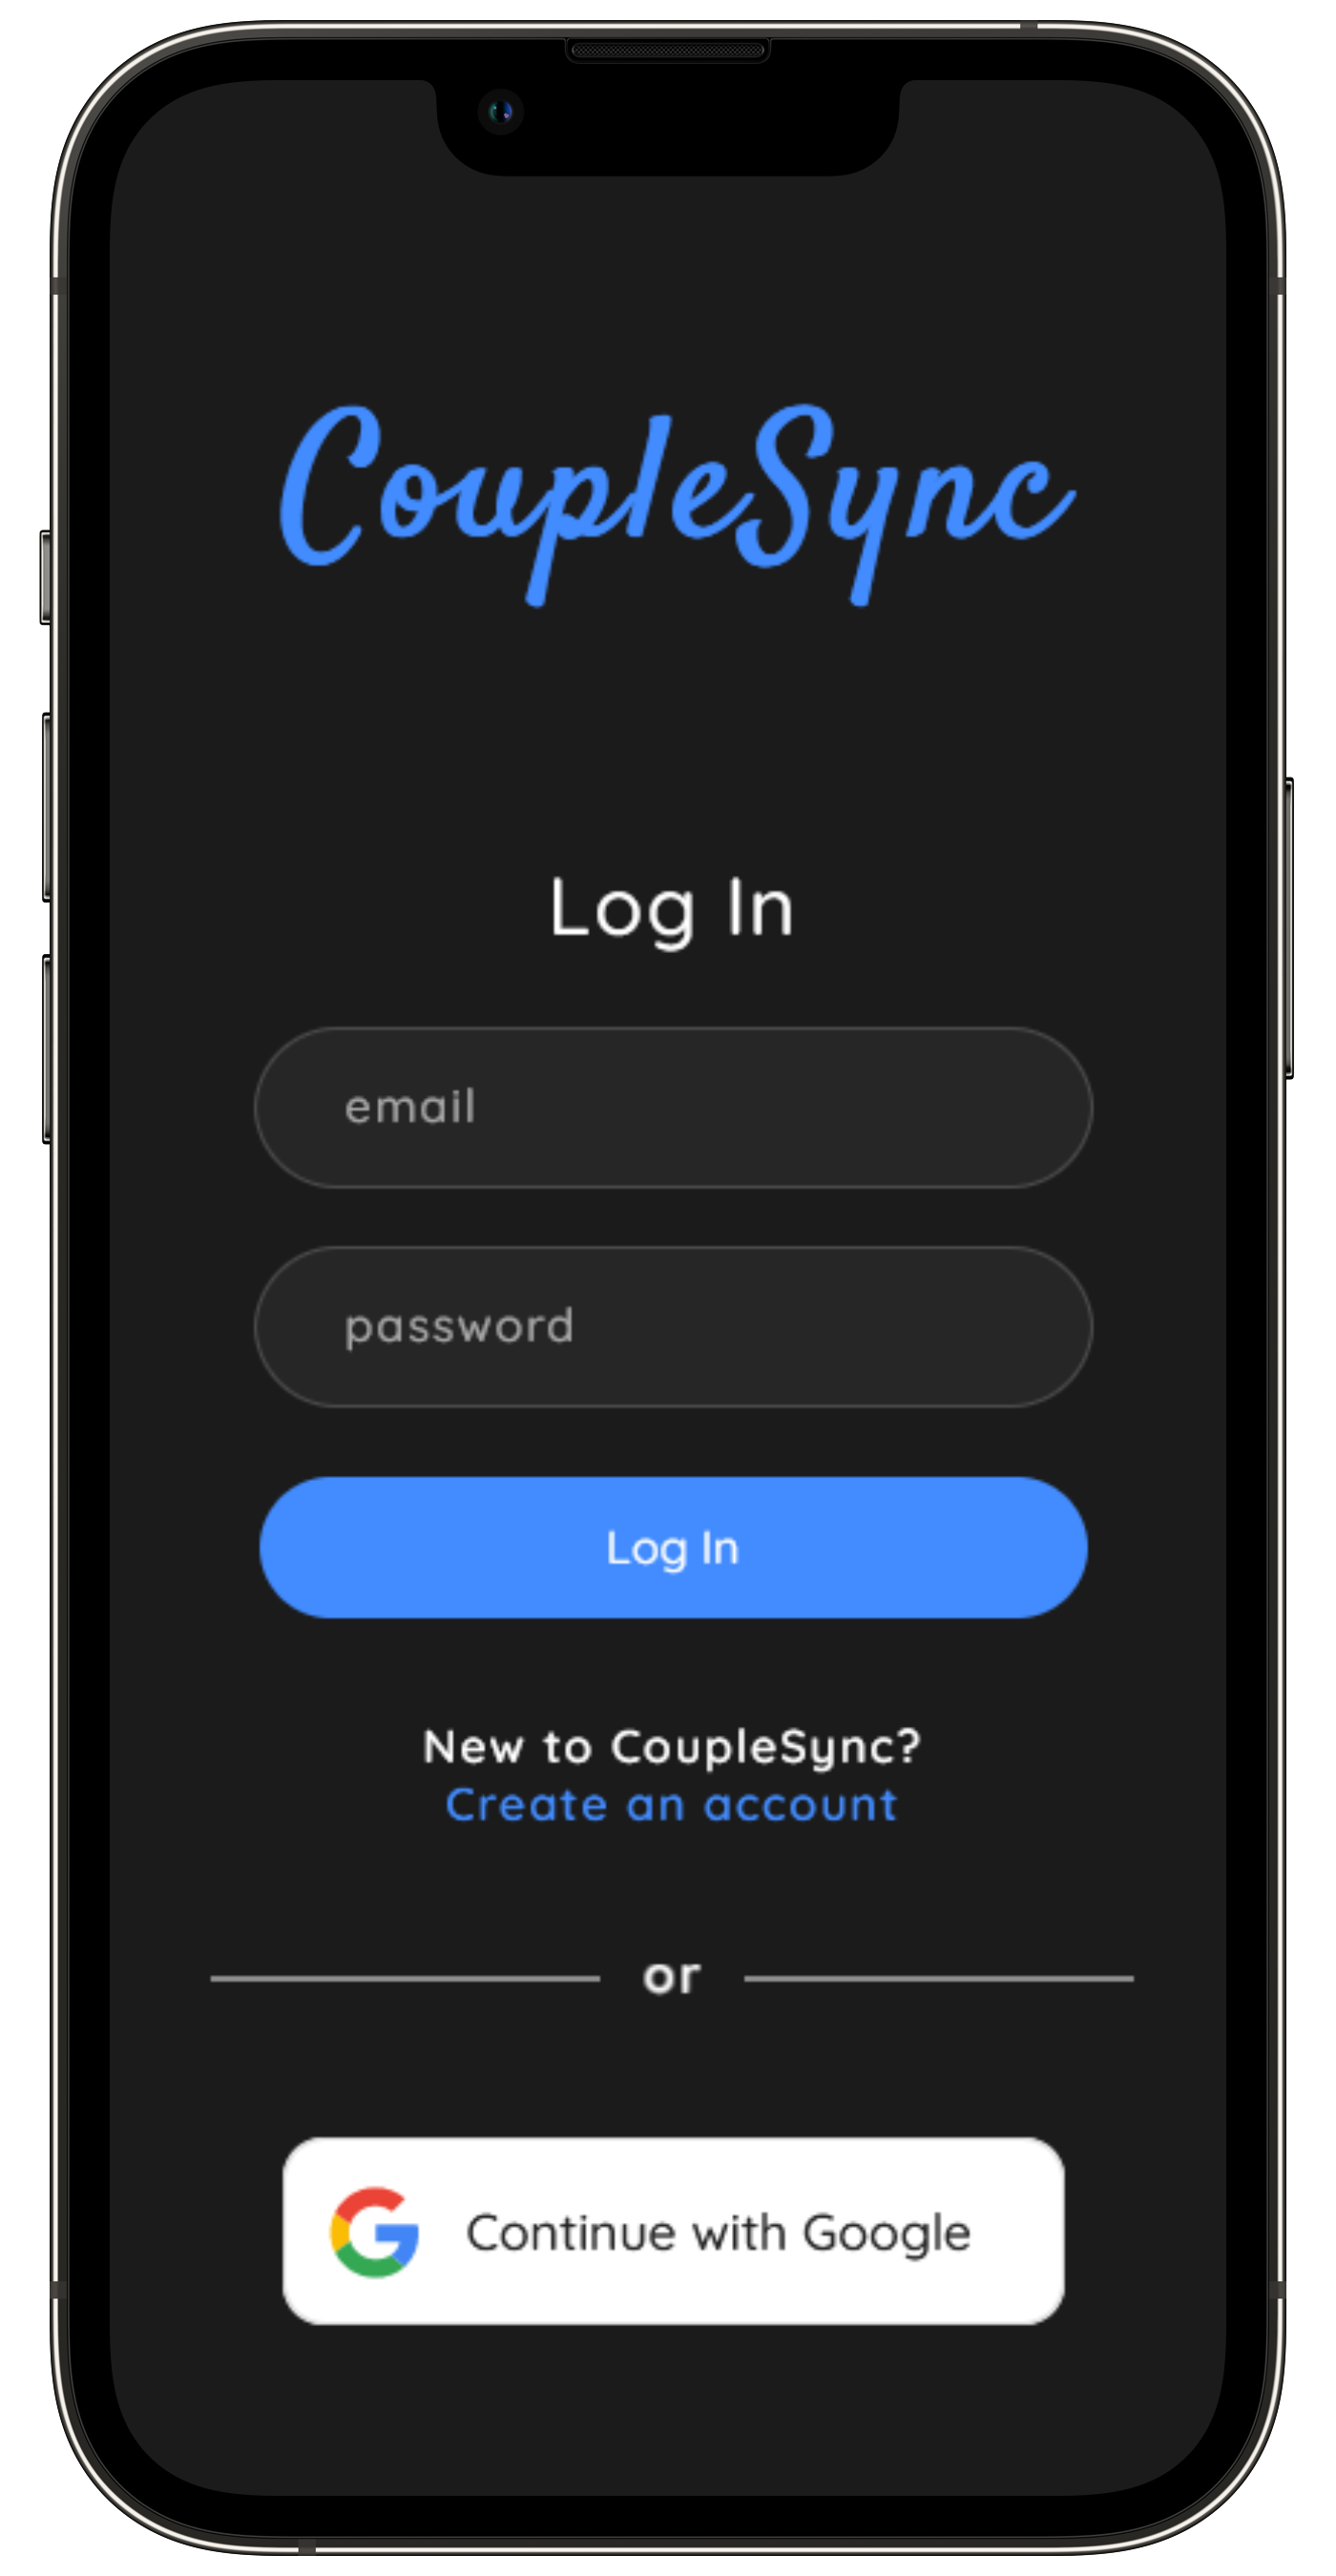 CoupleSync
Log In
email
password
Log In
New to CoupleSync?
Create an account
or
Continue with Google